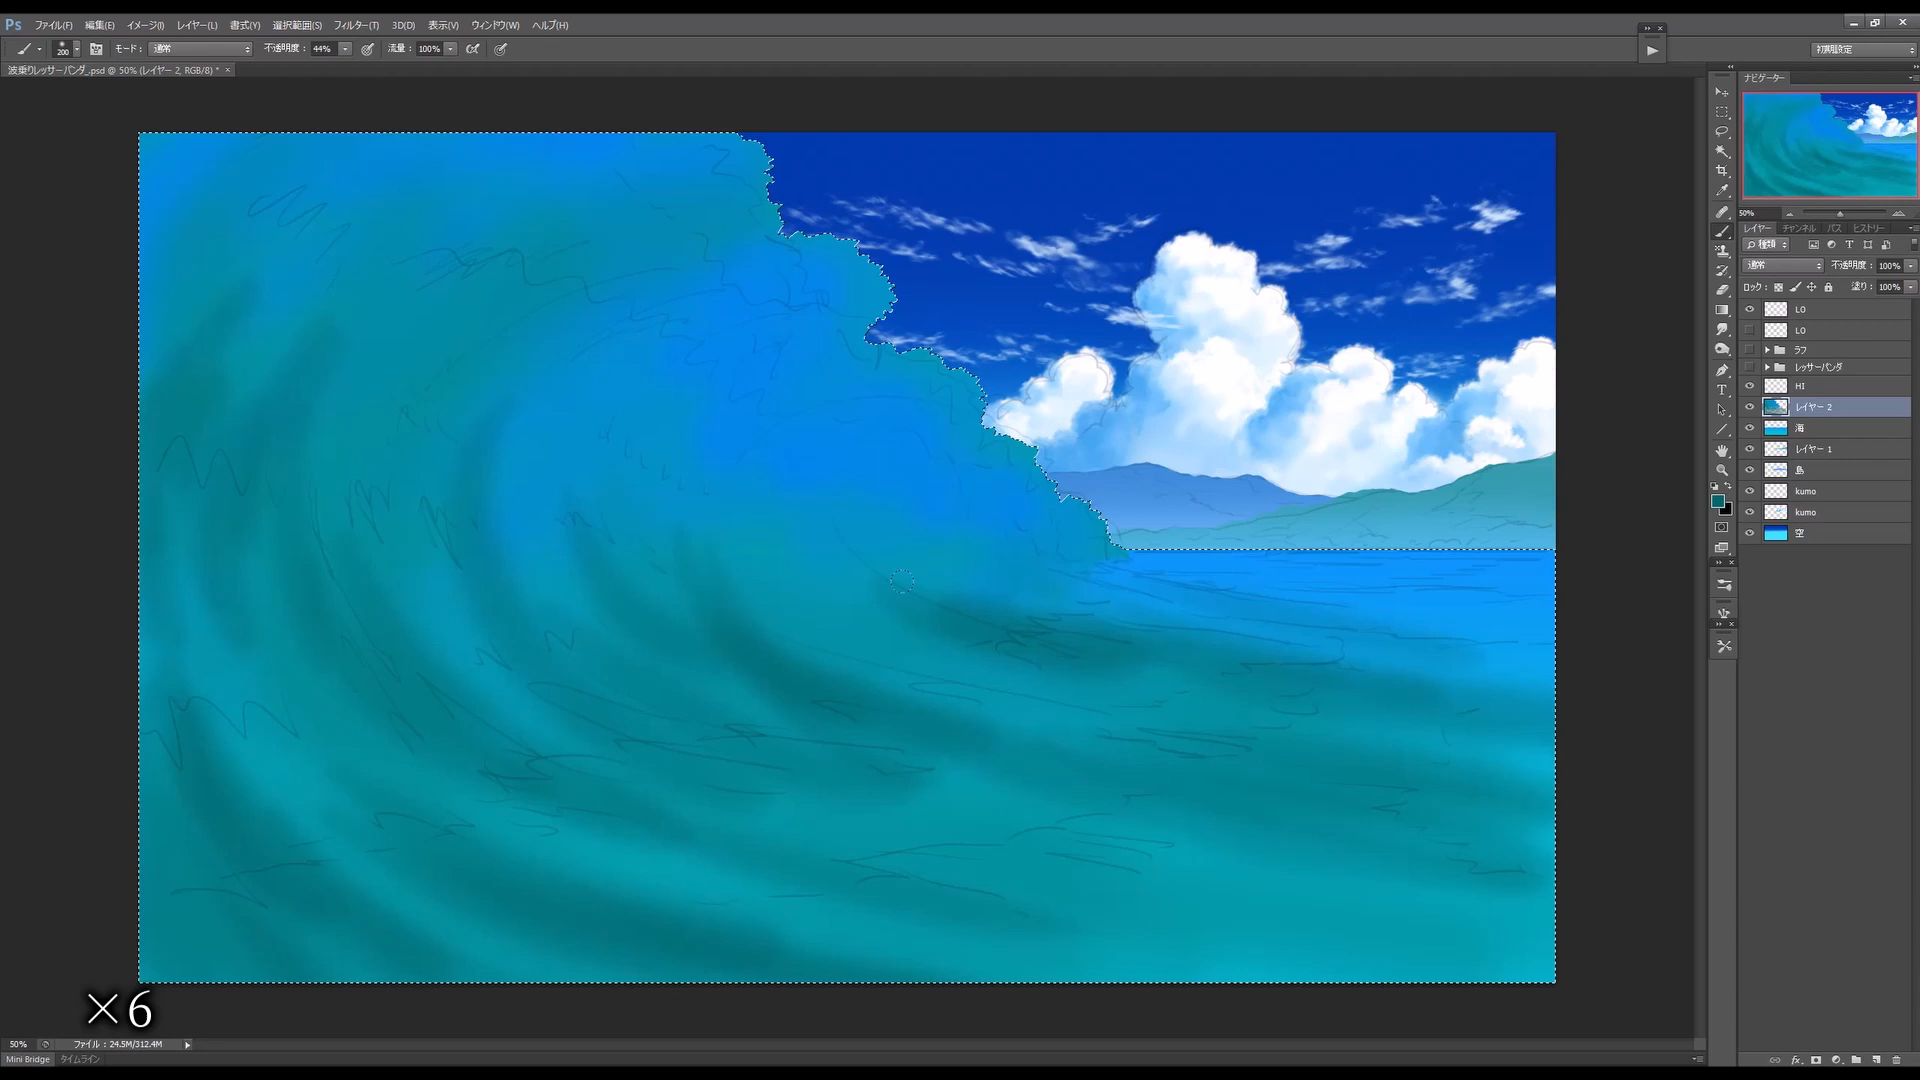 Ps ファイル(F) 編集(E) イメージ(I) レイヤー(L) 書式(Y) 選択範囲(S) フィルター(T) 3D(D) 表示(V) ウィンドウ(W) ヘルプ(H)
200 モード: 通常 不透明度: 44% 流量: 100%
初期設定
波乗りレッサーパンダ_.psd @ 50% (レイヤー 2, RGB/8) * ×
ナビゲーター
50%
レイヤー チャンネル パス ヒストリー
種類
通常 不透明度: 100%
ロック: 塗り: 100%
LO
LO
ラフ
レッサーパンダ
HI
レイヤー 2
海
レイヤー 1
島
kumo
kumo
空
×6
50% ファイル : 24.5M/312.4M
Mini Bridge タイムライン
fx